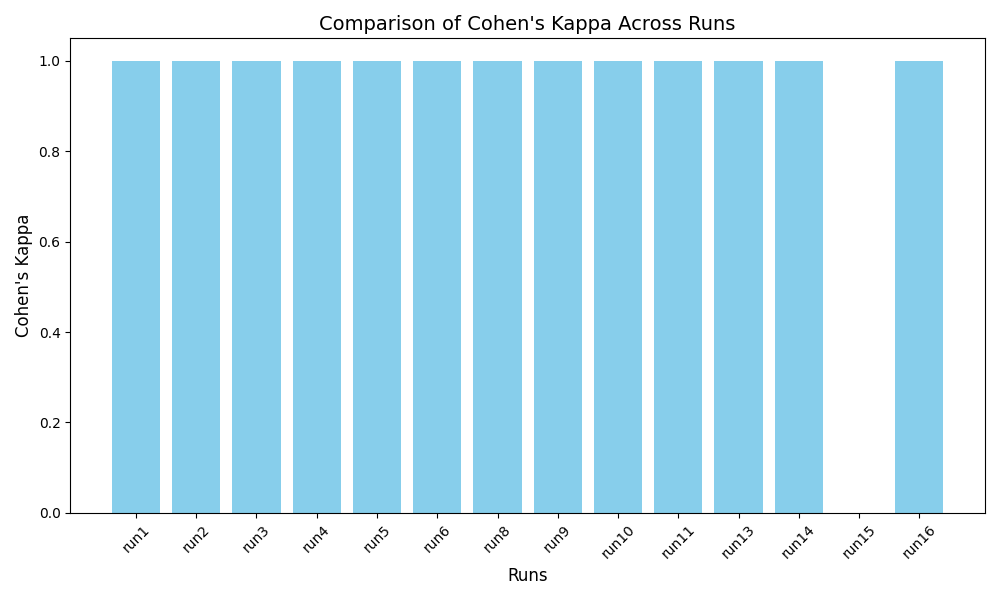 Comparison of Cohen's Kappa Across Runs
1.0
0.8
0.6
0.4
0.2
0.0
Cohen's Kappa
run1 run2 run3 run4 run5 run6 run8 run9 run10 run11 run13 run14 run15 run16
Runs